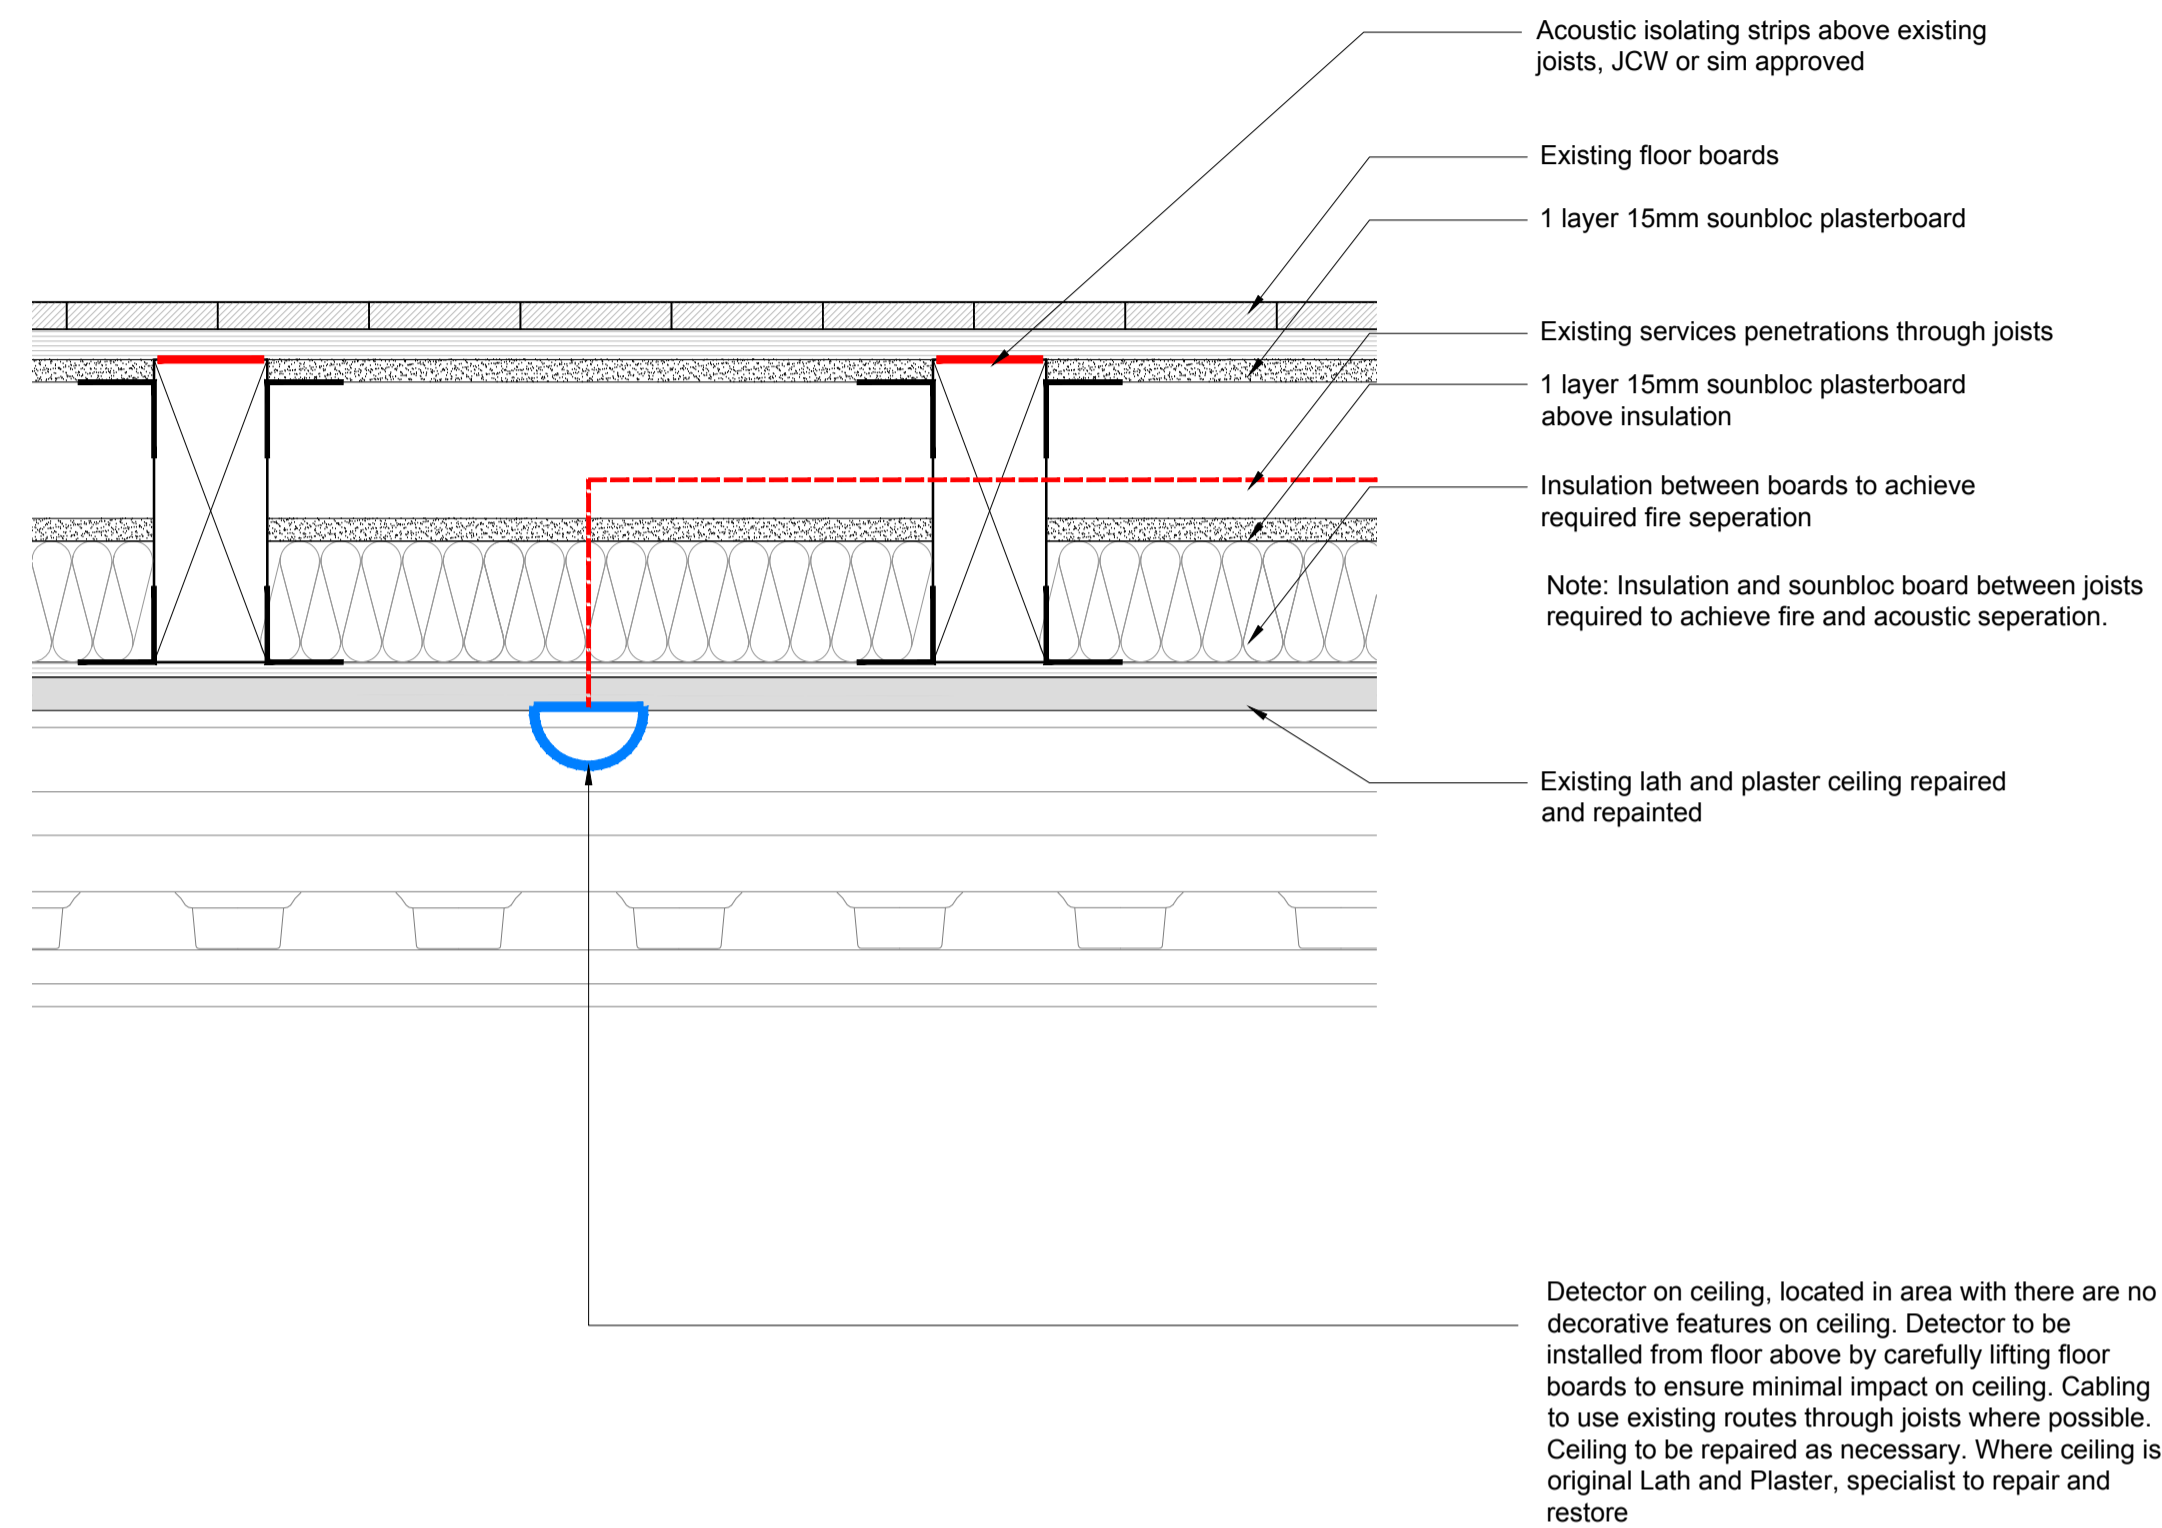 Acoustic isolating strips above existing
joists, JCW or sim approved
Existing floor boards
1 layer 15mm sounbloc plasterboard
Existing services penetrations through joists
1 layer 15mm sounbloc plasterboard
above insulation
Insulation between boards to achieve
required fire seperation
Note: Insulation and sounbloc board between joists
required to achieve fire and acoustic seperation.
Existing lath and plaster ceiling repaired
and repainted
Detector on ceiling, located in area with there are no
decorative features on ceiling. Detector to be
installed from floor above by carefully lifting floor
boards to ensure minimal impact on ceiling. Cabling
to use existing routes through joists where possible.
Ceiling to be repaired as necessary. Where ceiling is
original Lath and Plaster, specialist to repair and
restore